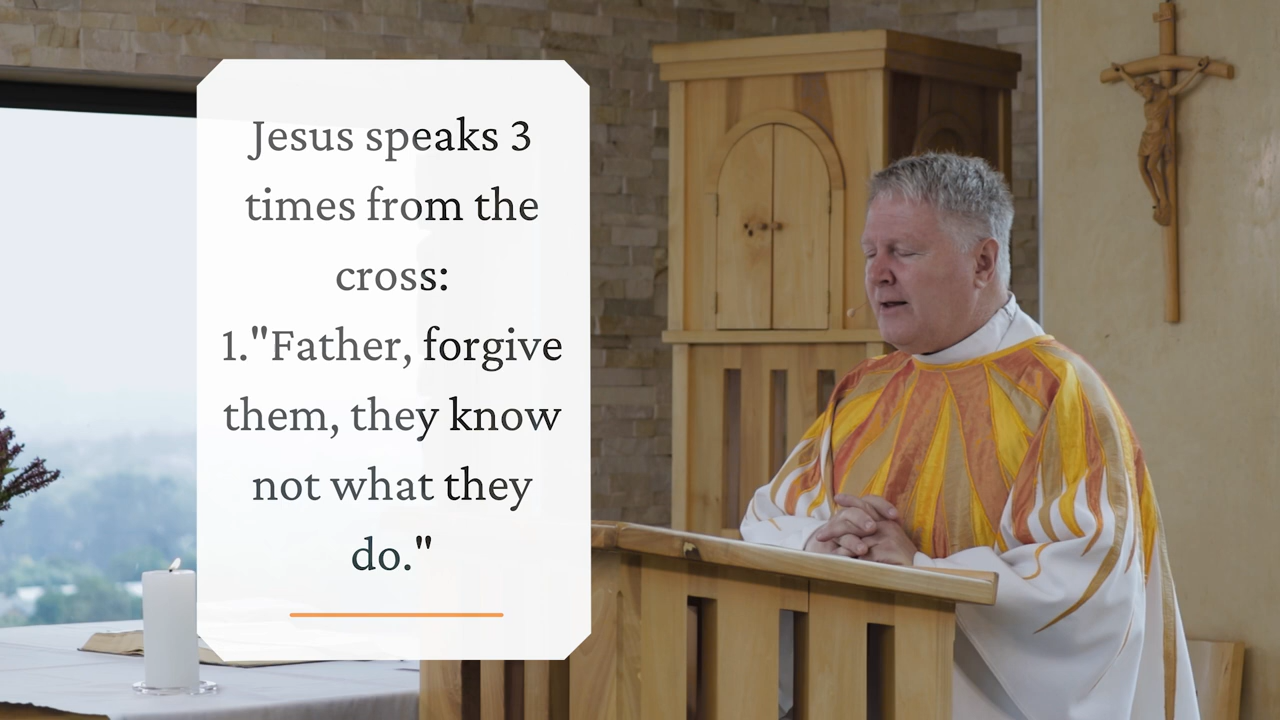 Jesus speaks 3
times from the
cross:
1."Father, forgive
them, they know
not what they
do."